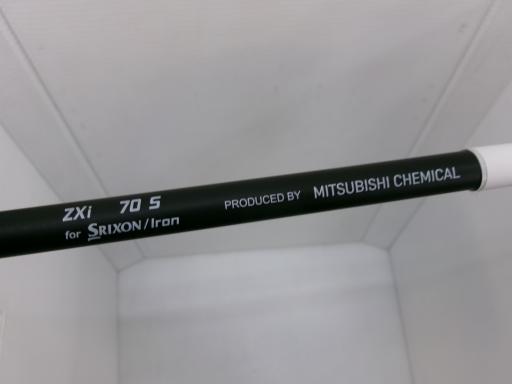 ZXi 70 S
for SRIXON/Iron
PRODUCED BY MITSUBISHI CHEMICAL